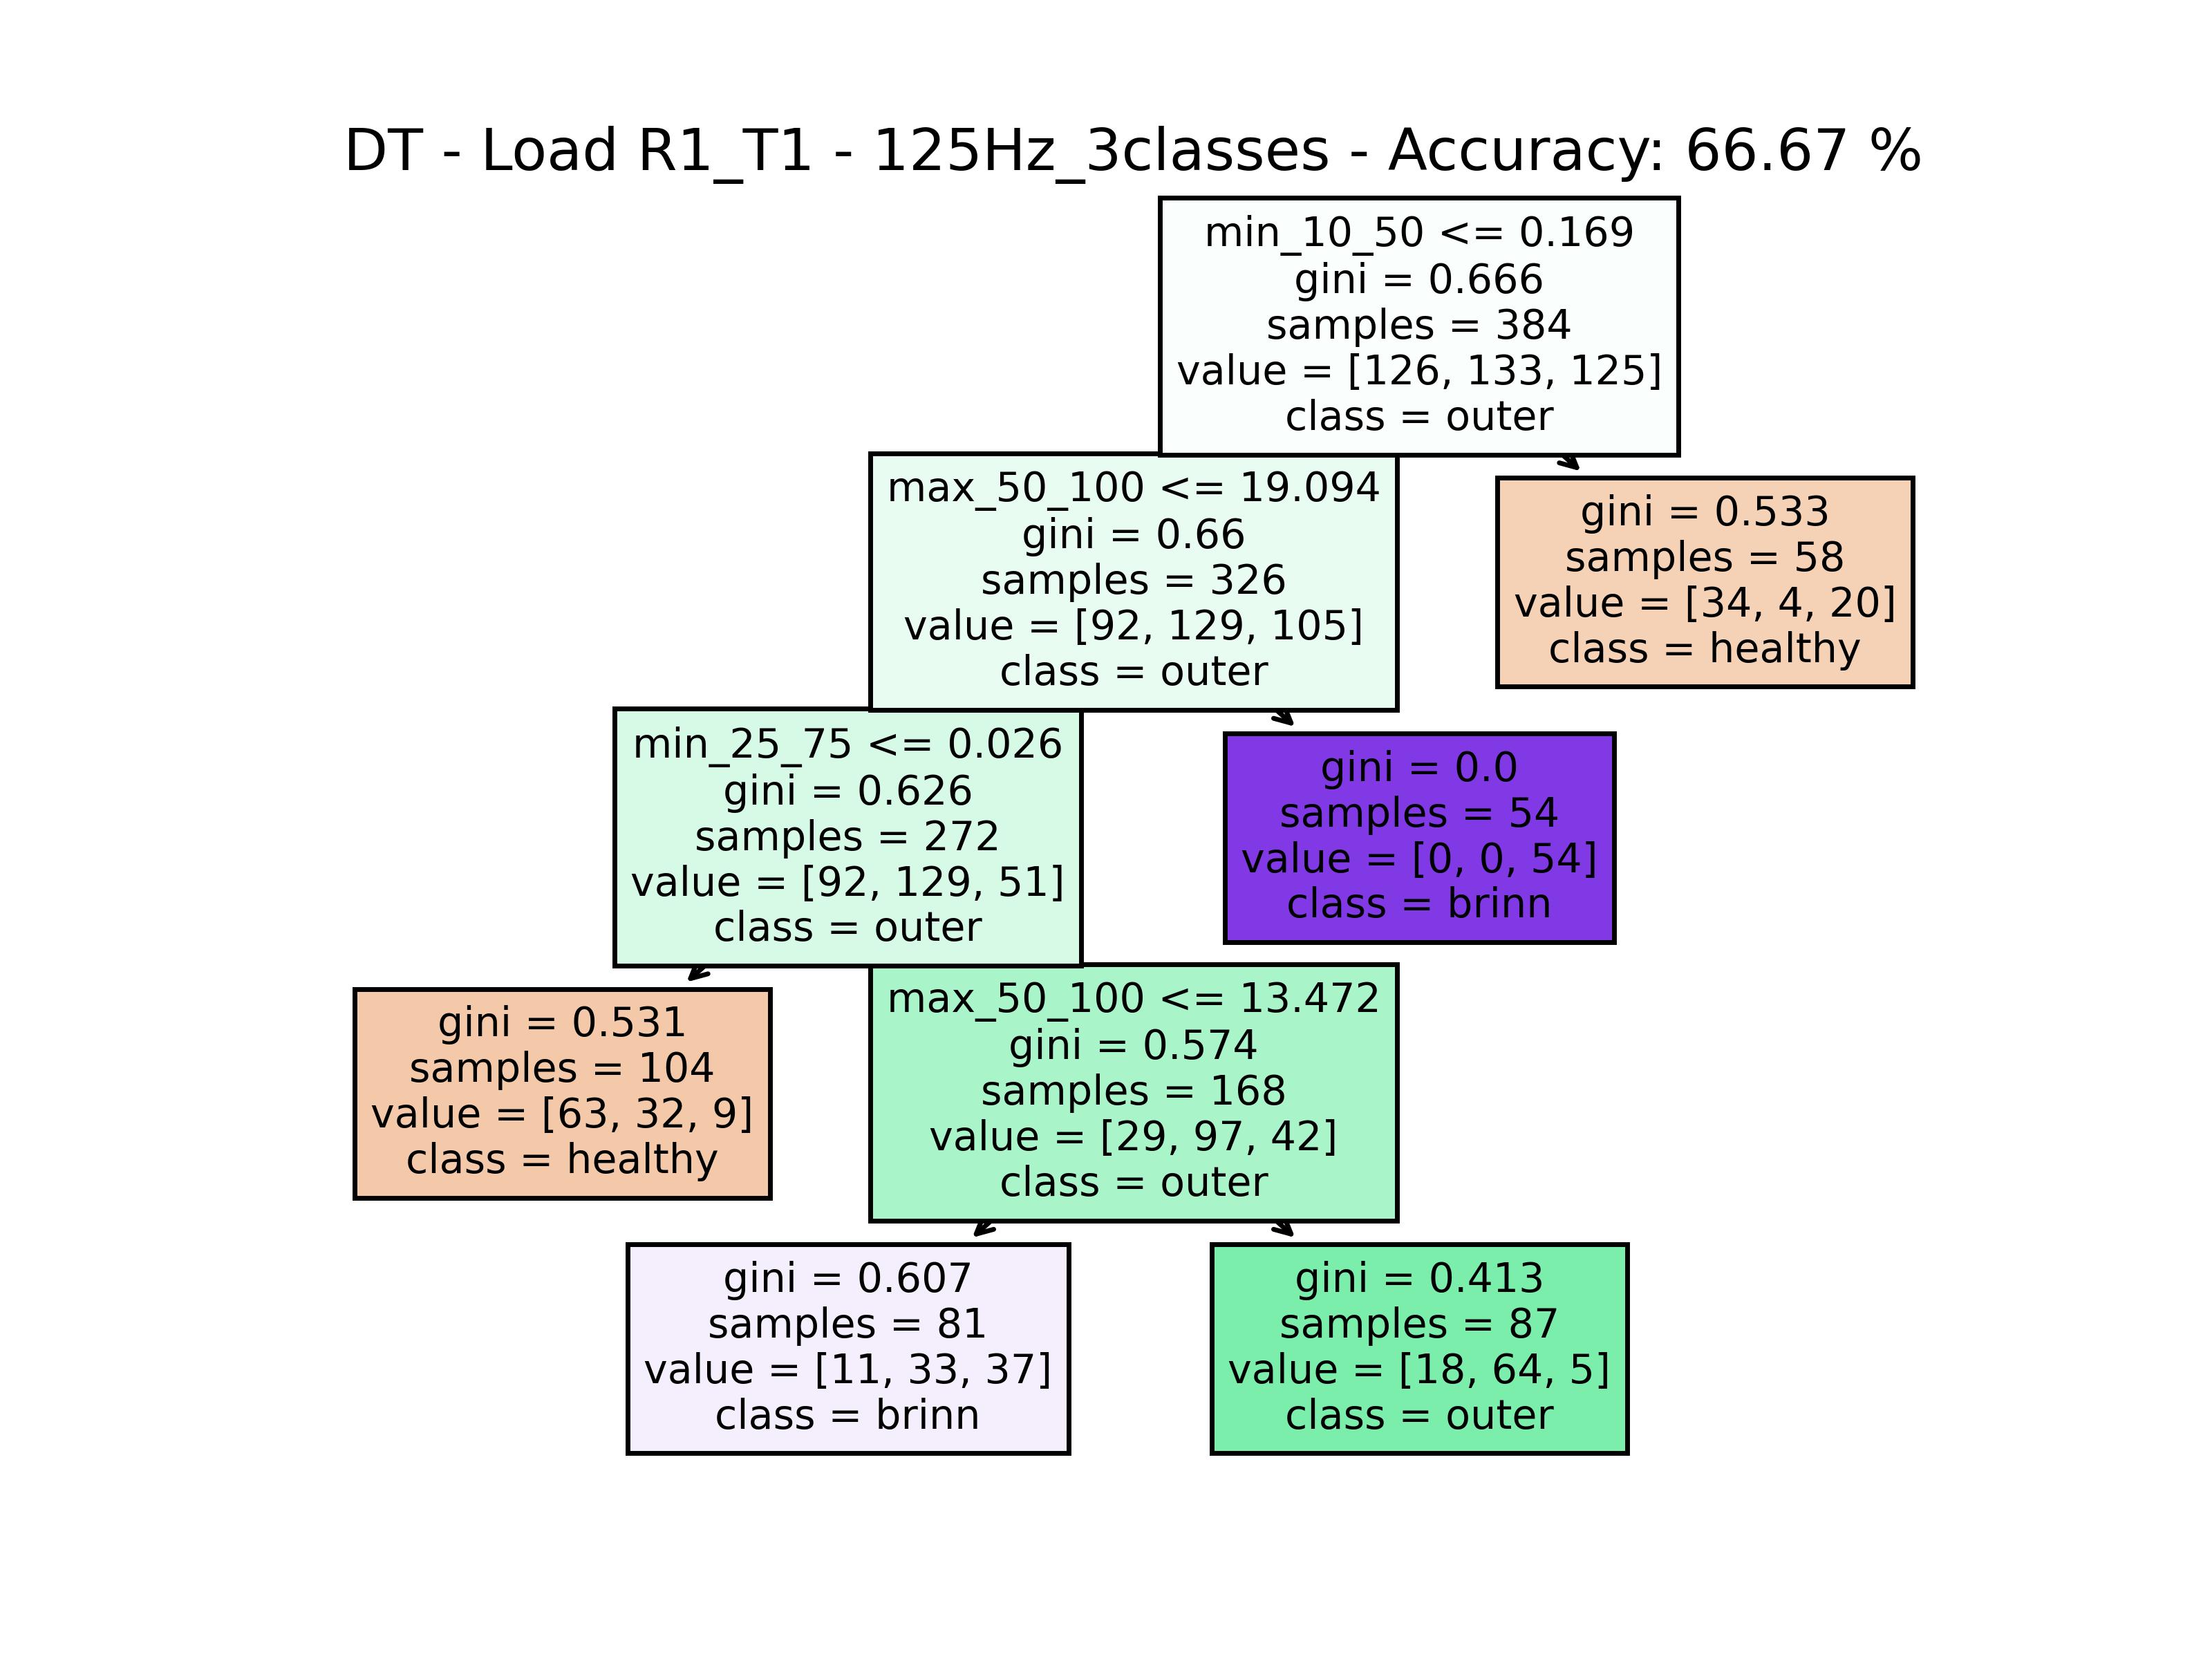 DT - Load R1_T1 - 125Hz_3classes - Accuracy: 66.67 %
min_10_50 <= 0.169
gini = 0.666
samples = 384
value = [126, 133, 125]
class = outer
max_50_100 <= 19.094
gini = 0.66
samples = 326
value = [92, 129, 105]
class = outer
gini = 0.533
samples = 58
value = [34, 4, 20]
class = healthy
min_25_75 <= 0.026
gini = 0.626
samples = 272
value = [92, 129, 51]
class = outer
gini = 0.0
samples = 54
value = [0, 0, 54]
class = brinn
gini = 0.531
samples = 104
value = [63, 32, 9]
class = healthy
max_50_100 <= 13.472
gini = 0.574
samples = 168
value = [29, 97, 42]
class = outer
gini = 0.607
samples = 81
value = [11, 33, 37]
class = brinn
gini = 0.413
samples = 87
value = [18, 64, 5]
class = outer